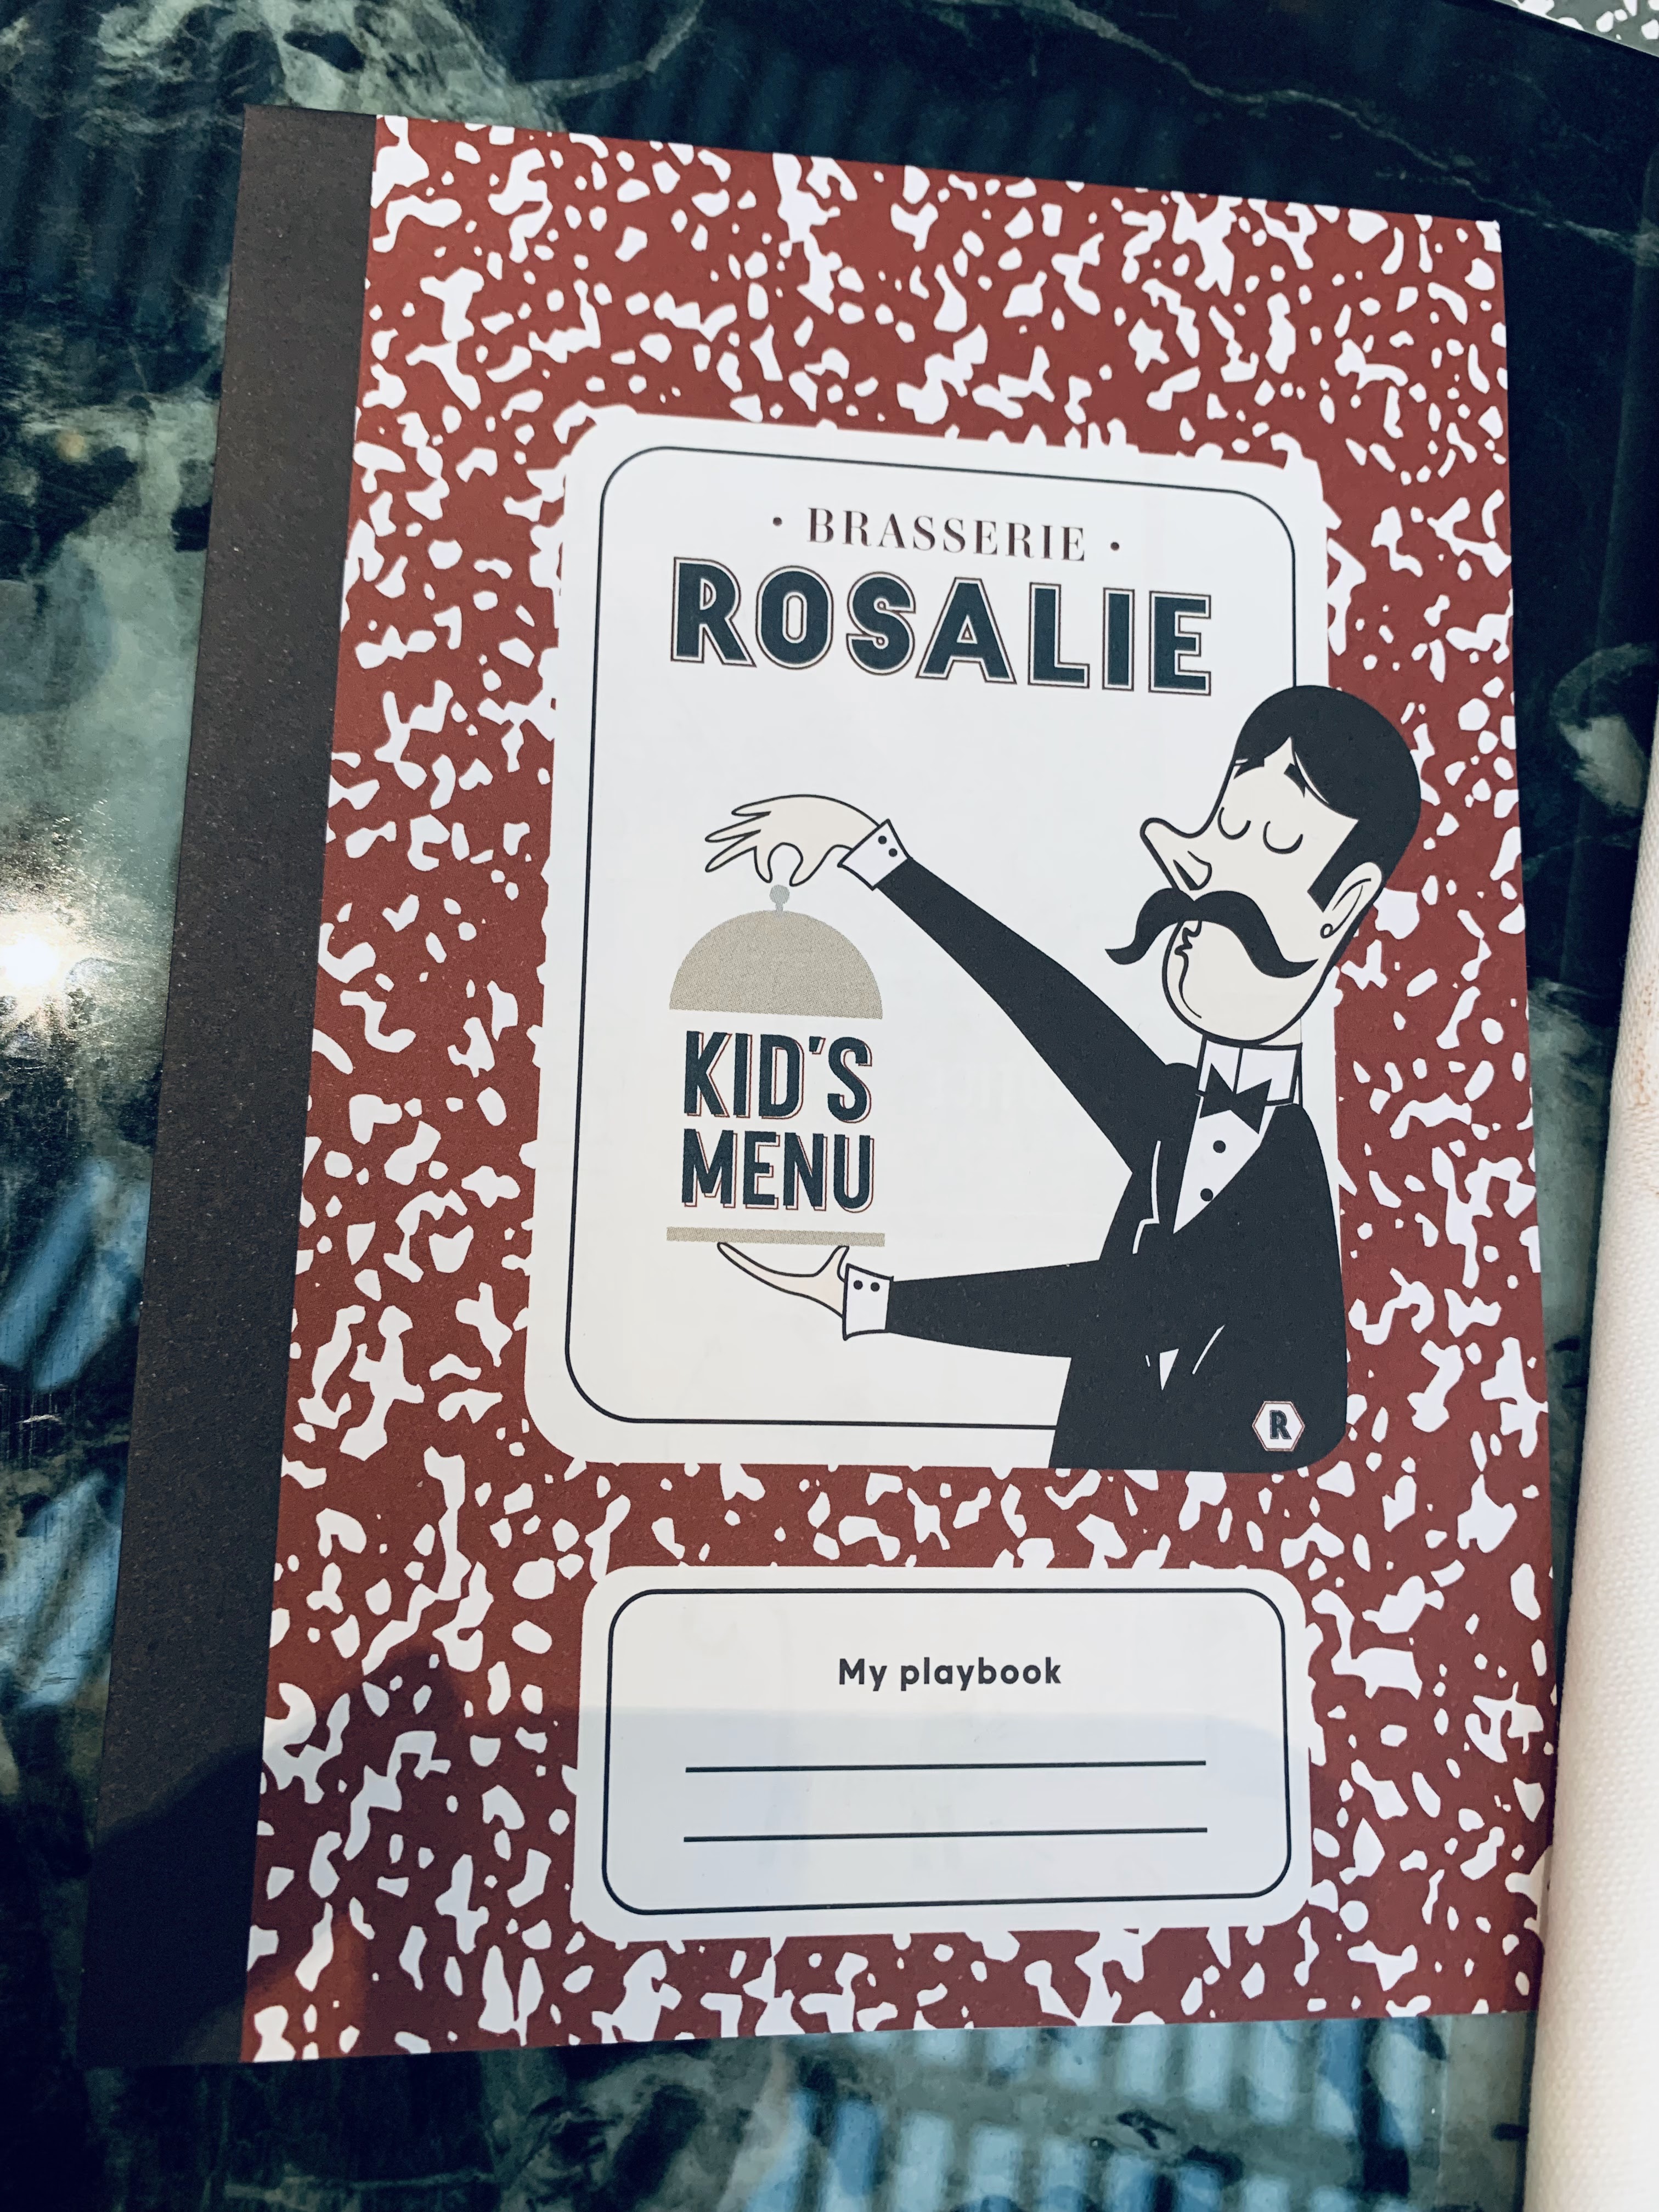 · BRASSERIE ·
ROSALIE
KID'S
MENU
R
My playbook